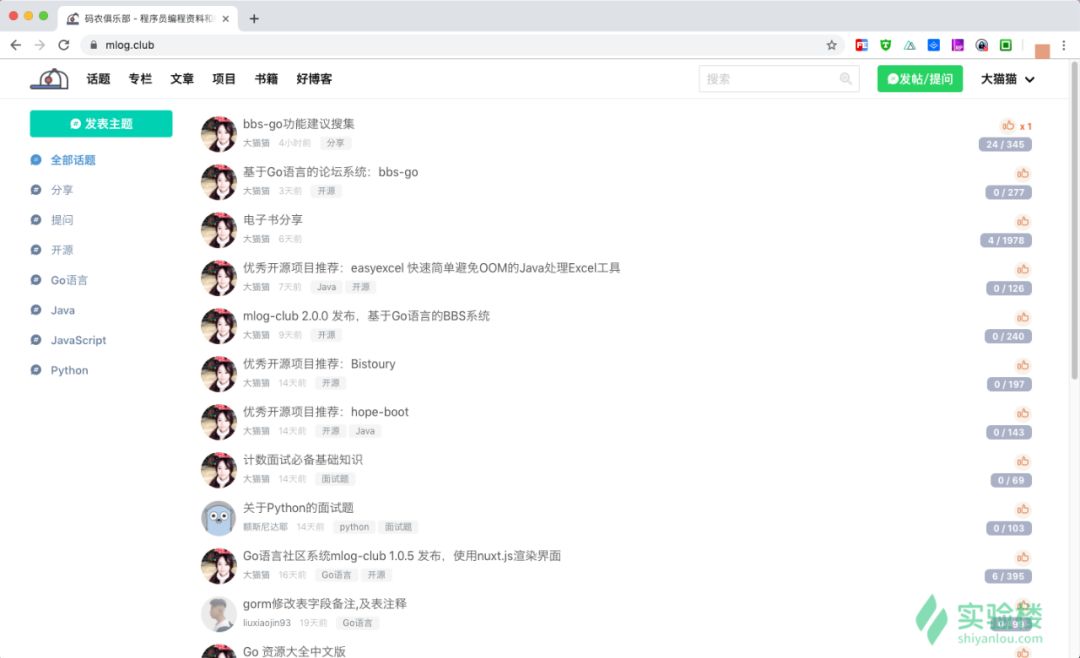 码农俱乐部 - 程序员编程资料和
mlog.club
话题 专栏 文章 项目 书籍 好博客
搜索
发帖/提问
大猫猫
发表主题
全部话题
分享
提问
开源
Go语言
Java
JavaScript
Python
bbs-go功能建议搜集
大猫猫 4小时前 分享
x 1
24 / 345
基于Go语言的论坛系统：bbs-go
大猫猫 3天前 开源
0 / 277
电子书分享
大猫猫 6天前
4 / 1978
优秀开源项目推荐：easyexcel 快速简单避免OOM的Java处理Excel工具
大猫猫 7天前 Java 开源
0 / 126
mlog-club 2.0.0 发布，基于Go语言的BBS系统
大猫猫 9天前 开源
0 / 240
优秀开源项目推荐：Bistoury
大猫猫 14天前 开源
0 / 197
优秀开源项目推荐：hope-boot
大猫猫 14天前 开源 Java
0 / 143
计数面试必备基础知识
大猫猫 14天前 面试题
0 / 69
关于Python的面试题
额斯尼达耶 14天前 python 面试题
0 / 103
Go语言社区系统mlog-club 1.0.5 发布，使用nuxt.js渲染界面
大猫猫 16天前 Go语言 开源
6 / 395
gorm修改表字段备注,及表注释
liuxiaojin93 19天前 Go语言
0 / 99
Go 资源大全中文版
实验楼
shiyanlou.com